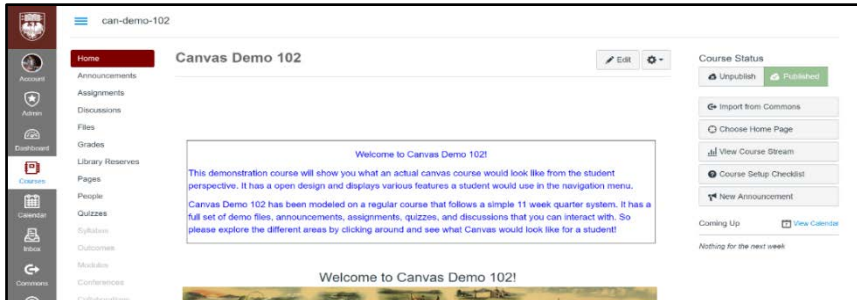 can-demo-102
Account
Admin
Dashboard
Courses
Calendar
Inbox
Commons
Home
Announcements
Assignments
Discussions
Files
Grades
Library Reserves
Pages
People
Quizzes
Syllabus
Outcomes
Modules
Conferences
Collaborations
Canvas Demo 102
Edit
Welcome to Canvas Demo 102!
This demonstration course will show you what an actual canvas course would look like from the student
perspective. It has a open design and displays various features a student would use in the navigation menu.
Canvas Demo 102 has been modeled on a regular course that follows a simple 11 week quarter system. It has a
full set of demo files, announcements, assignments, quizzes, and discussions that you can interact with. So
please explore the different areas by clicking around and see what Canvas would look like for a student!
Welcome to Canvas Demo 102!
Course Status
Unpublish
Published
Import from Commons
Choose Home Page
View Course Stream
Course Setup Checklist
New Announcement
Coming Up
View Calendar
Nothing for the next week